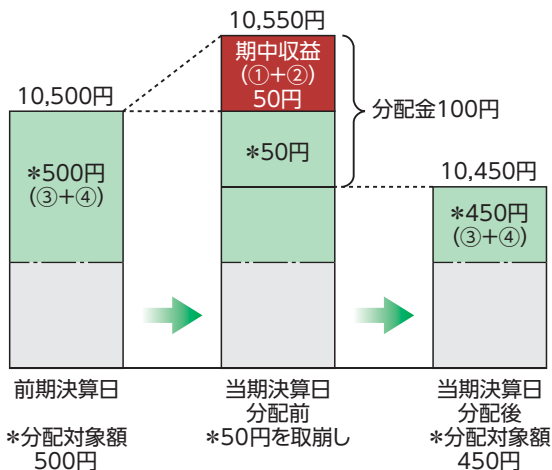 10,550円
期中収益
(①+②)
50円
10,500円
分配金100円
*50円
*500円
(③+④)
10,450円
*450円
(③+④)
前期決算日
*分配対象額
500円
当期決算日
分配前
*50円を取崩し
当期決算日
分配後
*分配対象額
450円